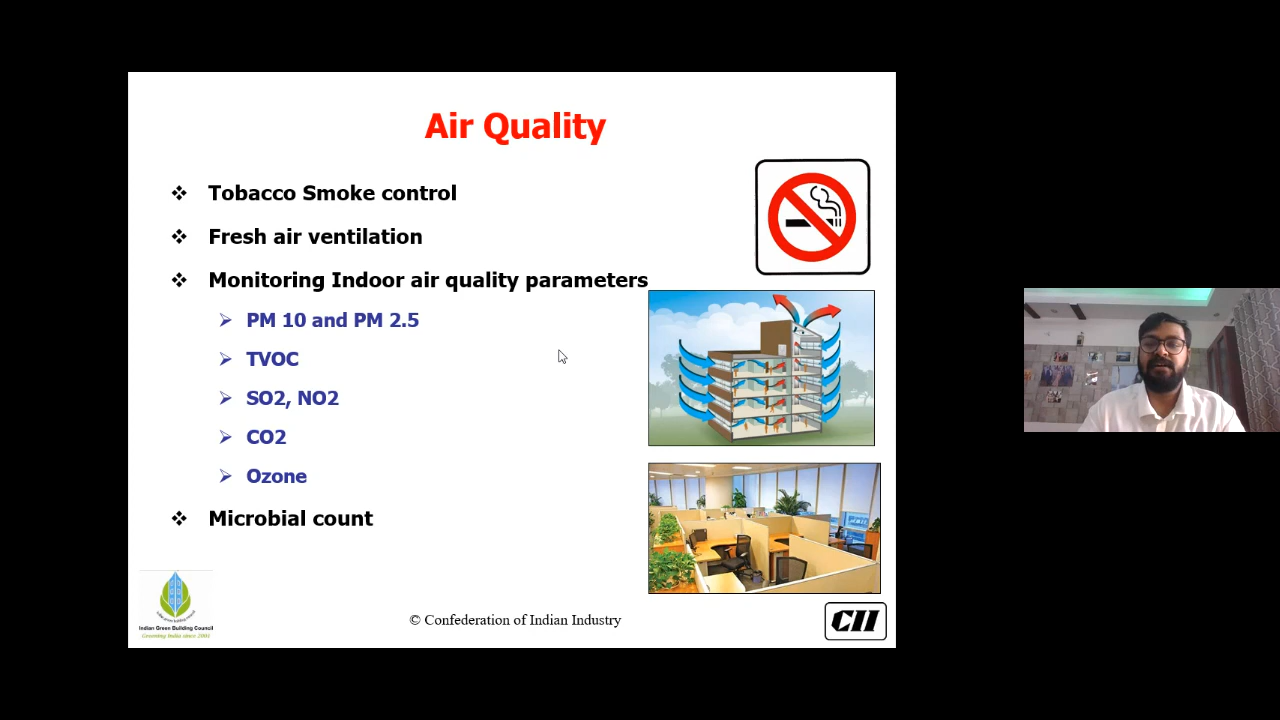 Air Quality
Tobacco Smoke control
Fresh air ventilation
Monitoring Indoor air quality parameters
PM 10 and PM 2.5
TVOC
SO2, NO2
CO2
Ozone
Microbial count
Indian Green Building Council
Greening India since 2001
© Confederation of Indian Industry
CII